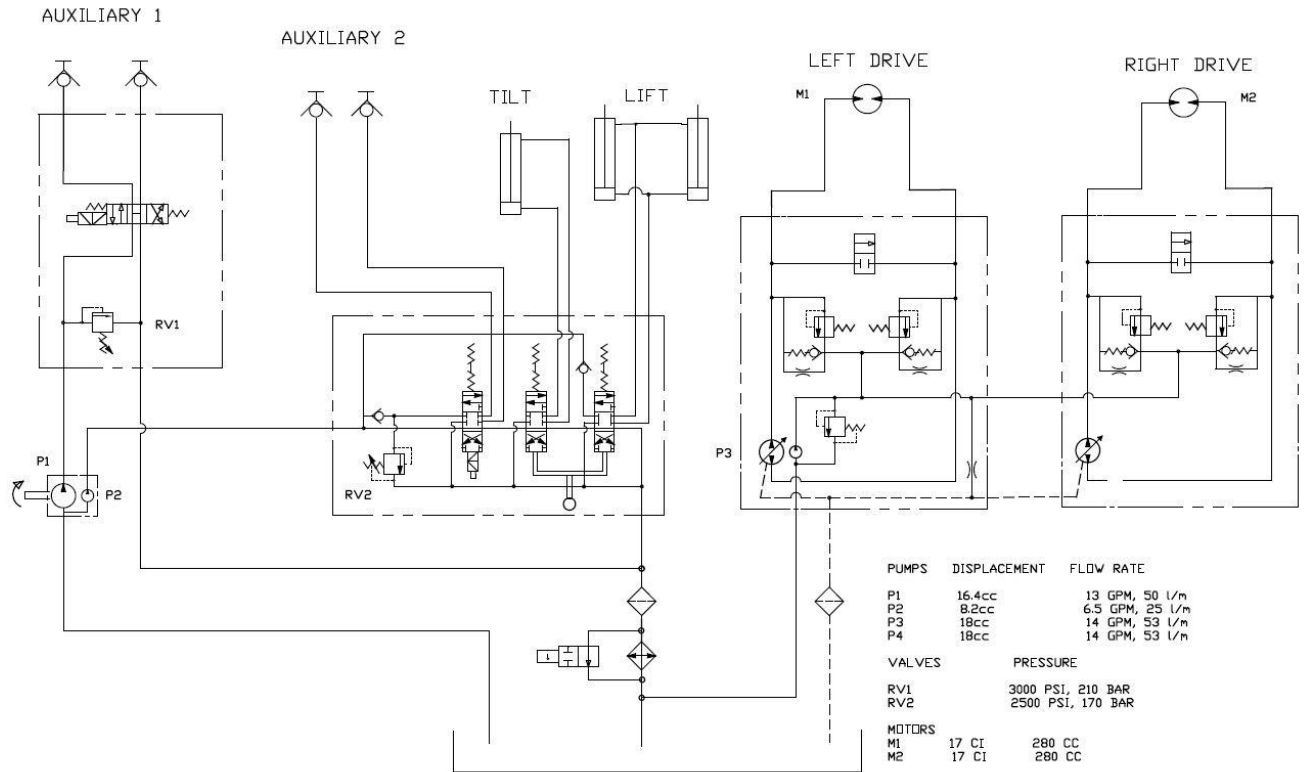 AUXILIARY 1
AUXILIARY 2
TILT
LIFT
LEFT DRIVE
RIGHT DRIVE
M1
M2
RV1
P1
P2
RV2
P3
PUMPS DISPLACEMENT FLOW RATE
P1 16.4cc 13 GPM, 50 l/m
P2 8.2cc 6.5 GPM, 25 l/m
P3 18cc 14 GPM, 53 l/m
P4 18cc 14 GPM, 53 l/m
VALVES PRESSURE
RV1 3000 PSI, 210 BAR
RV2 2500 PSI, 170 BAR
MOTORS
M1 17 CI 280 CC
M2 17 CI 280 CC